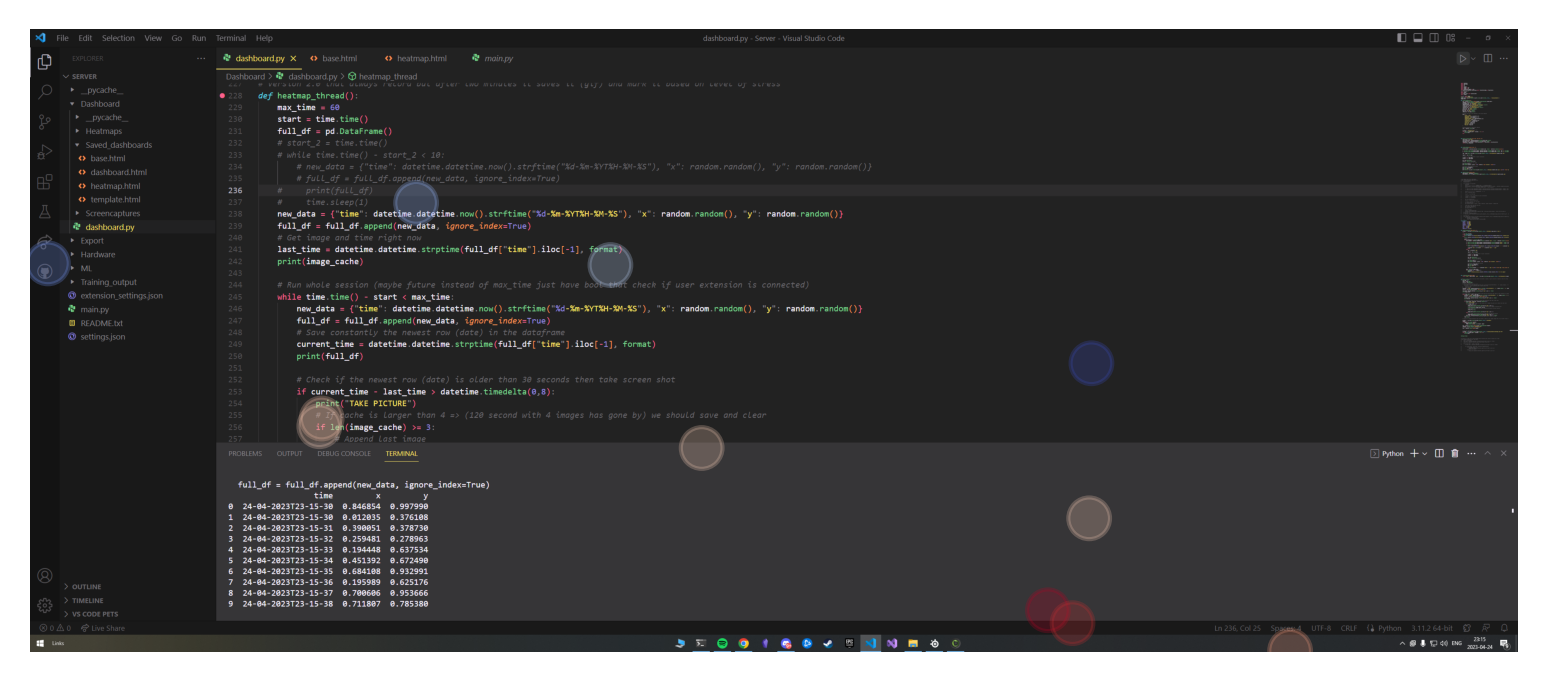 File Edit Selection View Go Run Terminal Help
dashboard.py - Server - Visual Studio Code
EXPLORER
SERVER
__pycache__
Dashboard
__pycache__
Heatmaps
Saved_dashboards
base.html
dashboard.html
heatmap.html
template.html
Screencaptures
dashboard.py
Export
Hardware
ML
Training_output
extension_settings.json
main.py
README.txt
settings.json
OUTLINE
TIMELINE
VS CODE PETS
dashboard.py base.html heatmap.html main.py
Dashboard > dashboard.py > heatmap_thread
227 # Version 2.0 that always record but after two minutes it saves it (gif) and mark it based on level of stress
228 def heatmap_thread():
229 max_time = 60
230 start = time.time()
231 full_df = pd.DataFrame()
232 # start_2 = time.time()
233 # while time.time() - start_2 < 10:
234 # new_data = {"time": datetime.datetime.now().strftime("%d-%m-%YT%H-%M-%S"), "x": random.random(), "y": random.random()}
235 # full_df = full_df.append(new_data, ignore_index=True)
236 # print(full_df)
237 # time.sleep(1)
238 new_data = {"time": datetime.datetime.now().strftime("%d-%m-%YT%H-%M-%S"), "x": random.random(), "y": random.random()}
239 full_df = full_df.append(new_data, ignore_index=True)
240 # Get image and time right now
241 last_time = datetime.datetime.strptime(full_df["time"].iloc[-1], format)
242 print(image_cache)
243
244 # Run whole session (maybe future instead of max_time just have bool that check if user extension is connected)
245 while time.time() - start < max_time:
246 new_data = {"time": datetime.datetime.now().strftime("%d-%m-%YT%H-%M-%S"), "x": random.random(), "y": random.random()}
247 full_df = full_df.append(new_data, ignore_index=True)
248 # Save constantly the newest row (date) in the dataframe
249 current_time = datetime.datetime.strptime(full_df["time"].iloc[-1], format)
250 print(full_df)
251
252 # Check if the newest row (date) is older than 30 seconds then take screen shot
253 if current_time - last_time > datetime.timedelta(0,8):
254 print("TAKE PICTURE")
255 # If cache is larger than 4 => (120 second with 4 images has gone by) we should save and clear
256 if len(image_cache) >= 3:
257 # Append last image
PROBLEMS OUTPUT DEBUG CONSOLE TERMINAL
Python
full_df = full_df.append(new_data, ignore_index=True)
time x y
0 24-04-2023T23-15-30 0.846854 0.997990
1 24-04-2023T23-15-30 0.012035 0.376108
2 24-04-2023T23-15-31 0.390051 0.378730
3 24-04-2023T23-15-32 0.259481 0.278963
4 24-04-2023T23-15-33 0.194448 0.637534
5 24-04-2023T23-15-34 0.451392 0.672490
6 24-04-2023T23-15-35 0.684108 0.932991
7 24-04-2023T23-15-36 0.195989 0.625176
8 24-04-2023T23-15-37 0.700606 0.953666
9 24-04-2023T23-15-38 0.711807 0.785380
0 0 Live Share
Ln 236, Col 25 Spaces: 4 UTF-8 CRLF Python 3.11.2 64-bit
Links
ENG
23:15
2023-04-24